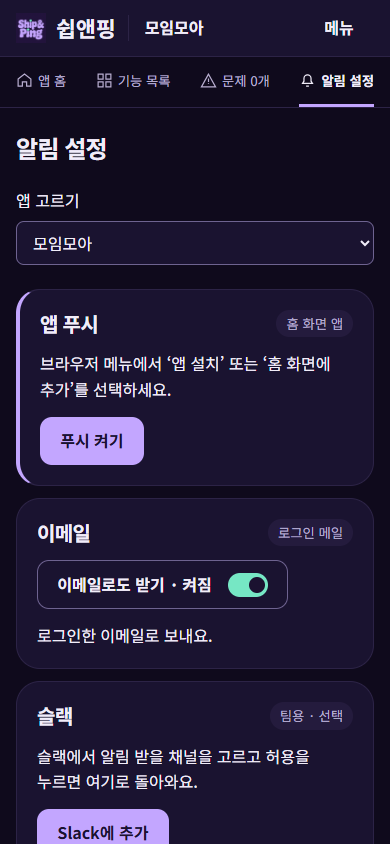 Ship&
Ping
쉽앤핑
모임모아
메뉴
앱 홈
기능 목록
문제 0개
알림 설정
알림 설정
앱 고르기
모임모아
앱 푸시
홈 화면 앱
브라우저 메뉴에서 ‘앱 설치’ 또는 ‘홈 화면에
추가’를 선택하세요.
푸시 켜기
이메일
로그인 메일
이메일로도 받기 · 켜짐
로그인한 이메일로 보내요.
슬랙
팀용 · 선택
슬랙에서 알림 받을 채널을 고르고 허용을
누르면 여기로 돌아와요.
Slack에 추가